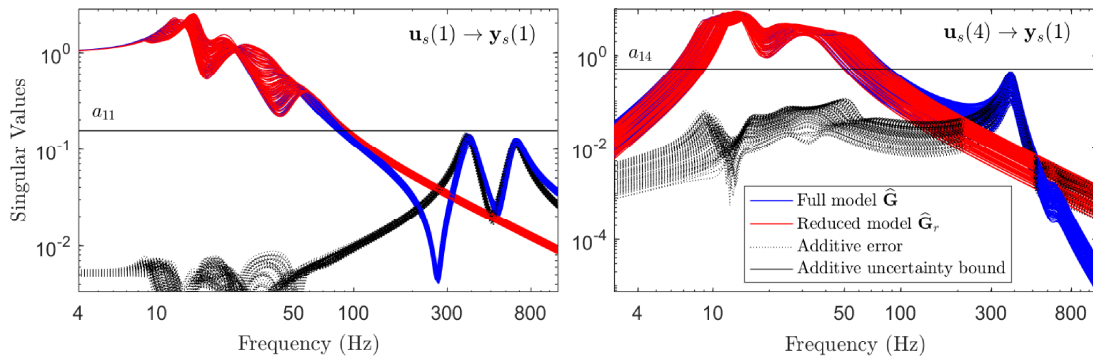 u_s(1) → y_s(1)
Singular Values
10^0
10^-1
10^-2
a_11
4 10 50 100 300 800
Frequency (Hz)
u_s(4) → y_s(1)
10^0
10^-2
10^-4
a_14
Full model Ĝ
Reduced model Ĝ_r
Additive error
Additive uncertainty bound
4 10 50 100 300 800
Frequency (Hz)